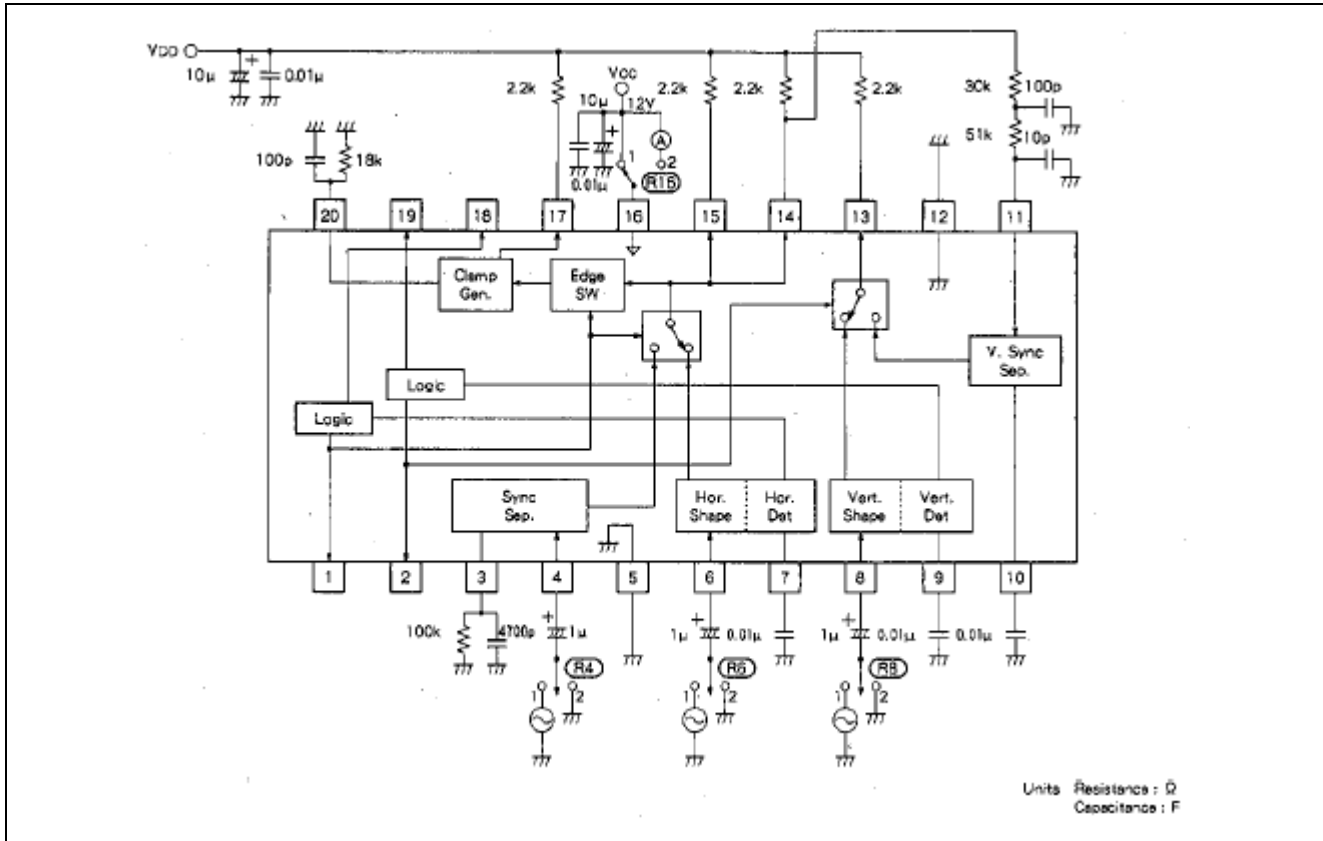 VDD
10μ
+
0.01μ
2.2k
VCC
12V
10μ
+
0.01μ
A
1
2
R16
2.2k
2.2k
2.2k
30k
100p
51k
10p
100p
18k
20
19
18
17
16
15
14
13
12
11
Clamp
Gen.
Edge
SW
V. Sync
Sep.
Logic
Logic
Sync
Sep.
Hor.
Shape
Hor.
Det
Vert.
Shape
Vert.
Det
1
2
3
4
5
6
7
8
9
10
100k
4700p
+
1μ
+
1μ
0.01μ
+
1μ
0.01μ
0.01μ
R4
1
2
R6
1
2
R8
1
2
Units Resistance : Ω
Capacitance : F